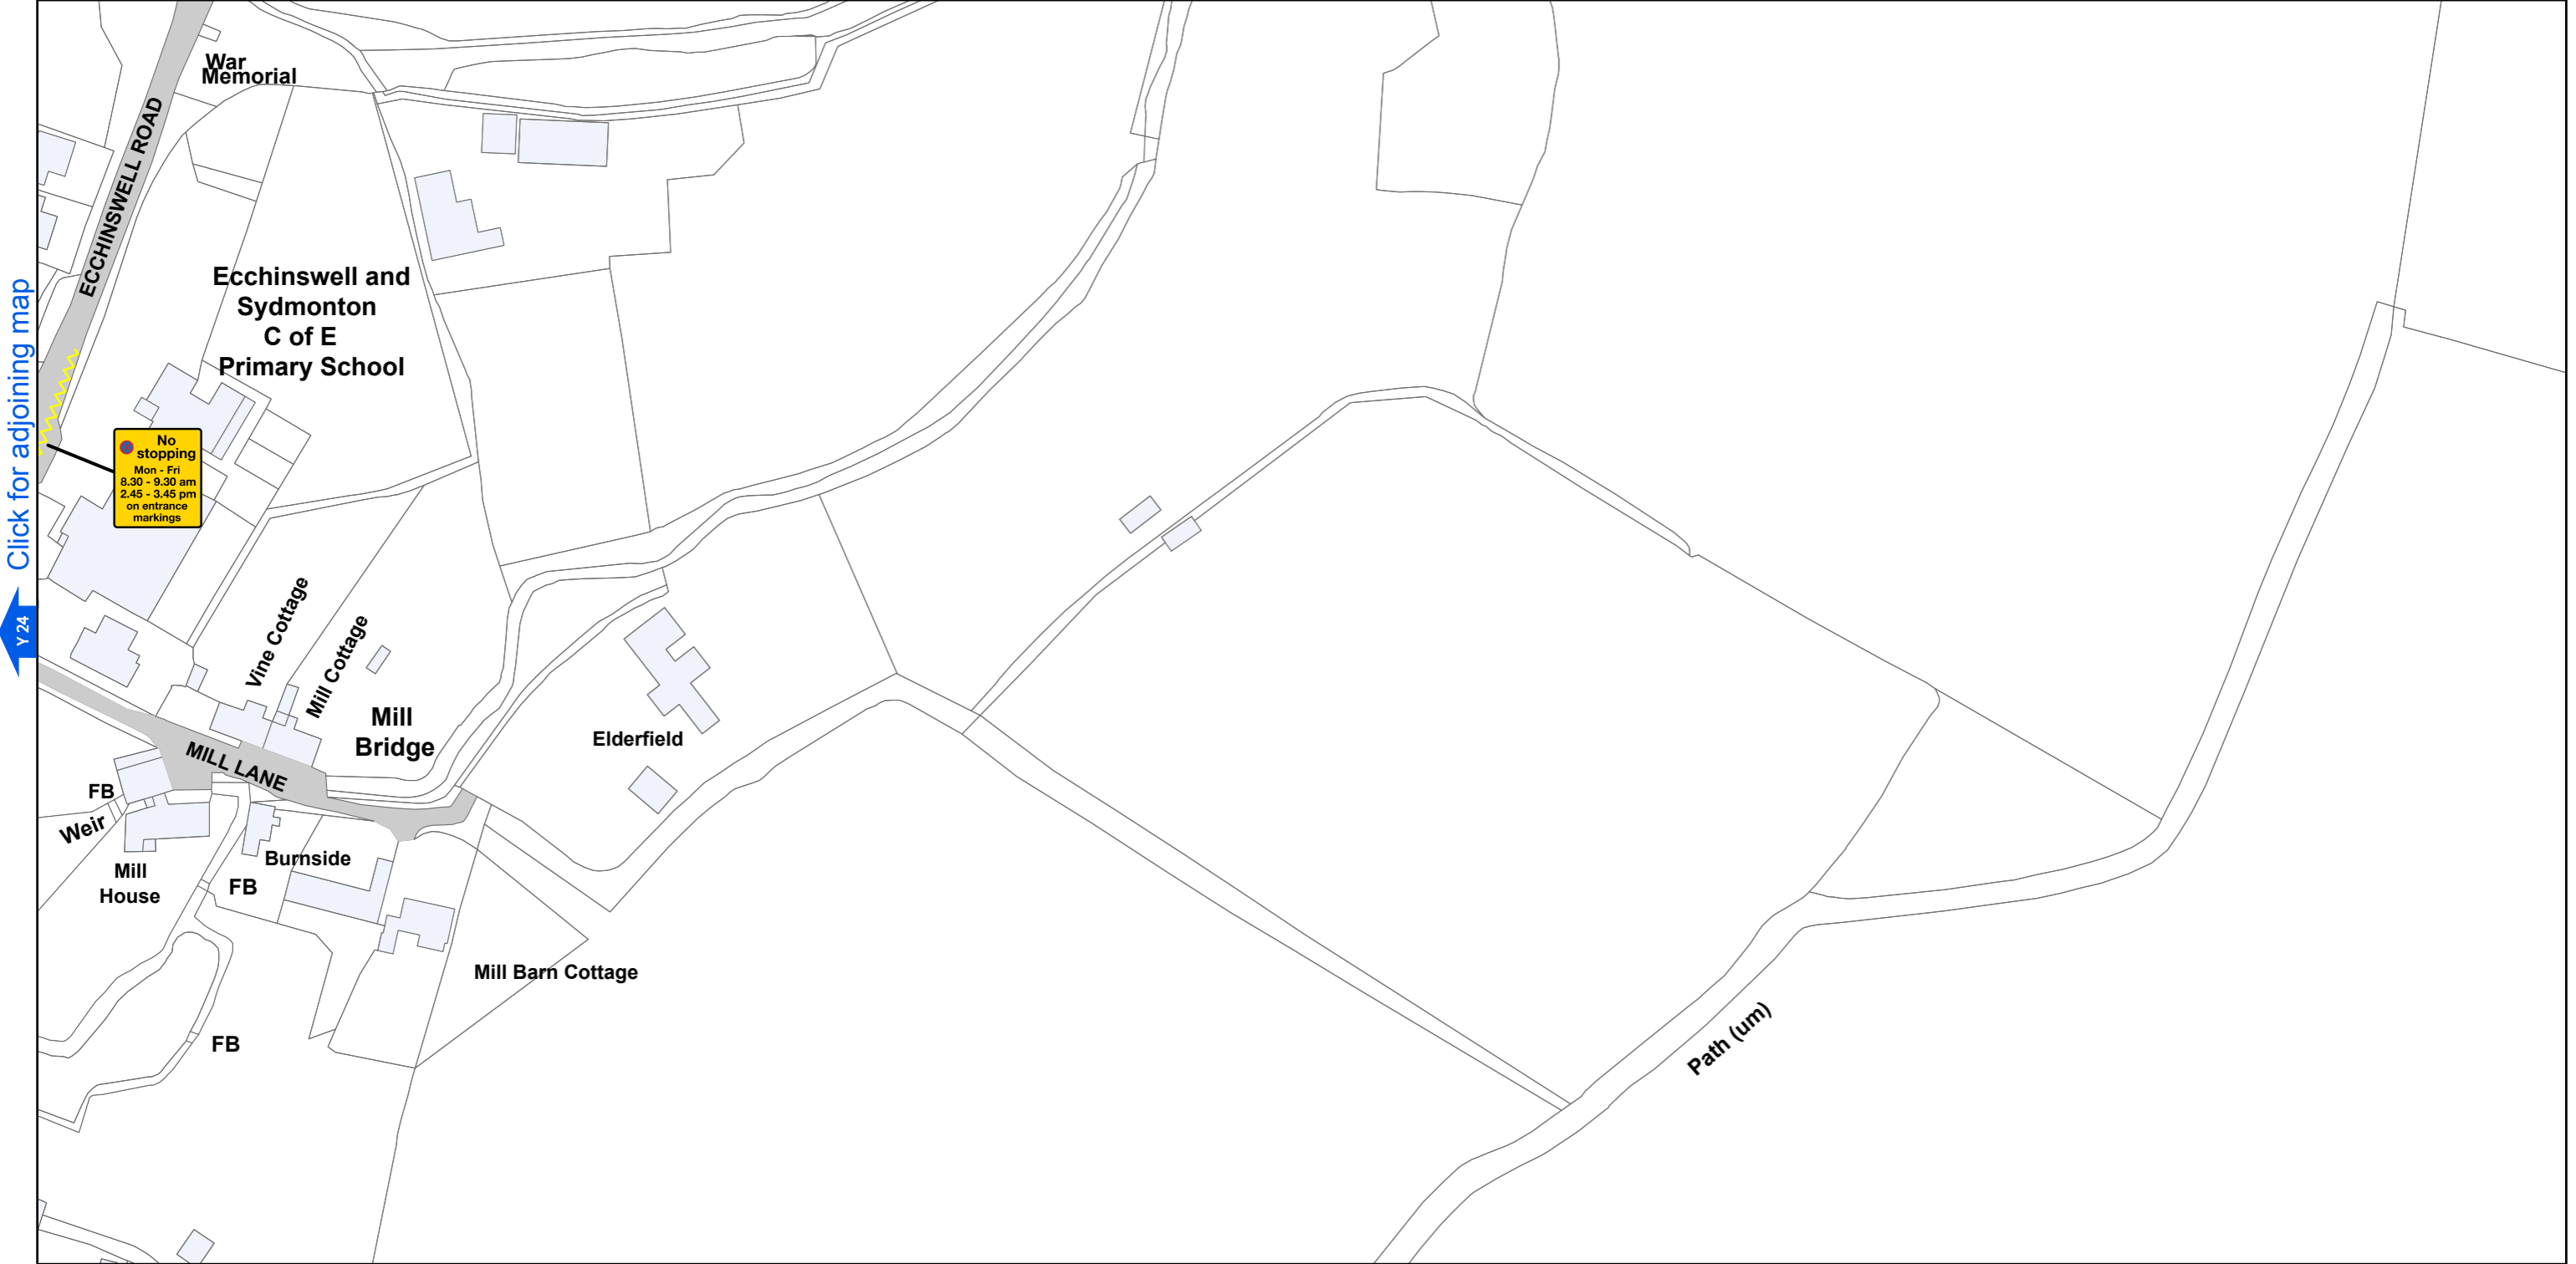 War
Memorial
ECCHINSWELL ROAD
Ecchinswell and
Sydmonton
C of E
Primary School
Click for adjoining map
Y 24
No
stopping
Mon - Fri
8.30 - 9.30 am
2.45 - 3.45 pm
on entrance
markings
Vine Cottage
Mill Cottage
Mill
Bridge
Elderfield
MILL LANE
FB
Weir
Mill
House
Burnside
FB
Mill Barn Cottage
FB
Path (um)